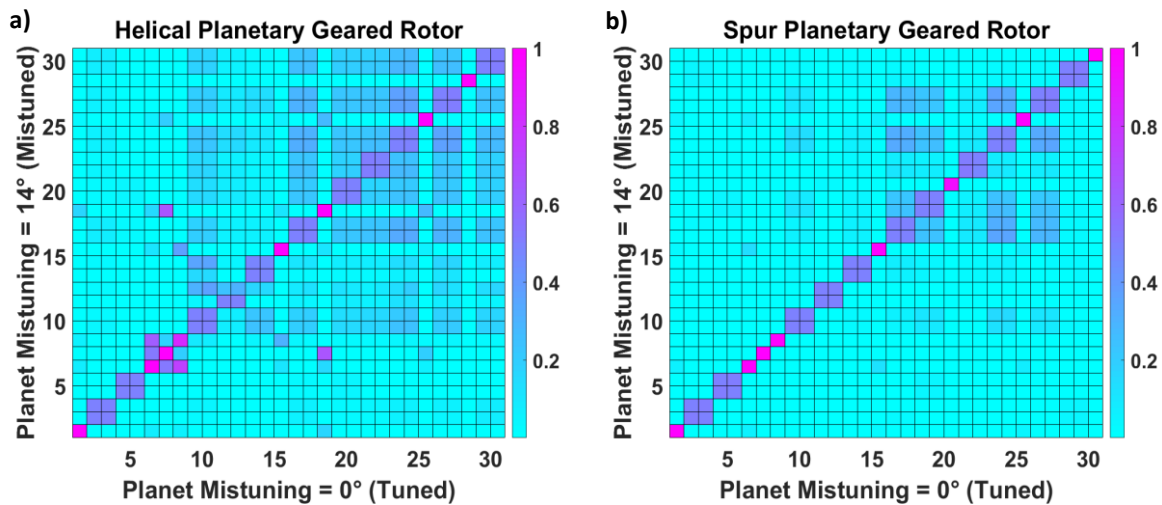 a)
Helical Planetary Geared Rotor
Planet Mistuning = 14° (Mistuned)
30
25
20
15
10
5
5 10 15 20 25 30
Planet Mistuning = 0° (Tuned)
1
0.8
0.6
0.4
0.2
b)
Spur Planetary Geared Rotor
Planet Mistuning = 14° (Mistuned)
30
25
20
15
10
5
5 10 15 20 25 30
Planet Mistuning = 0° (Tuned)
1
0.8
0.6
0.4
0.2